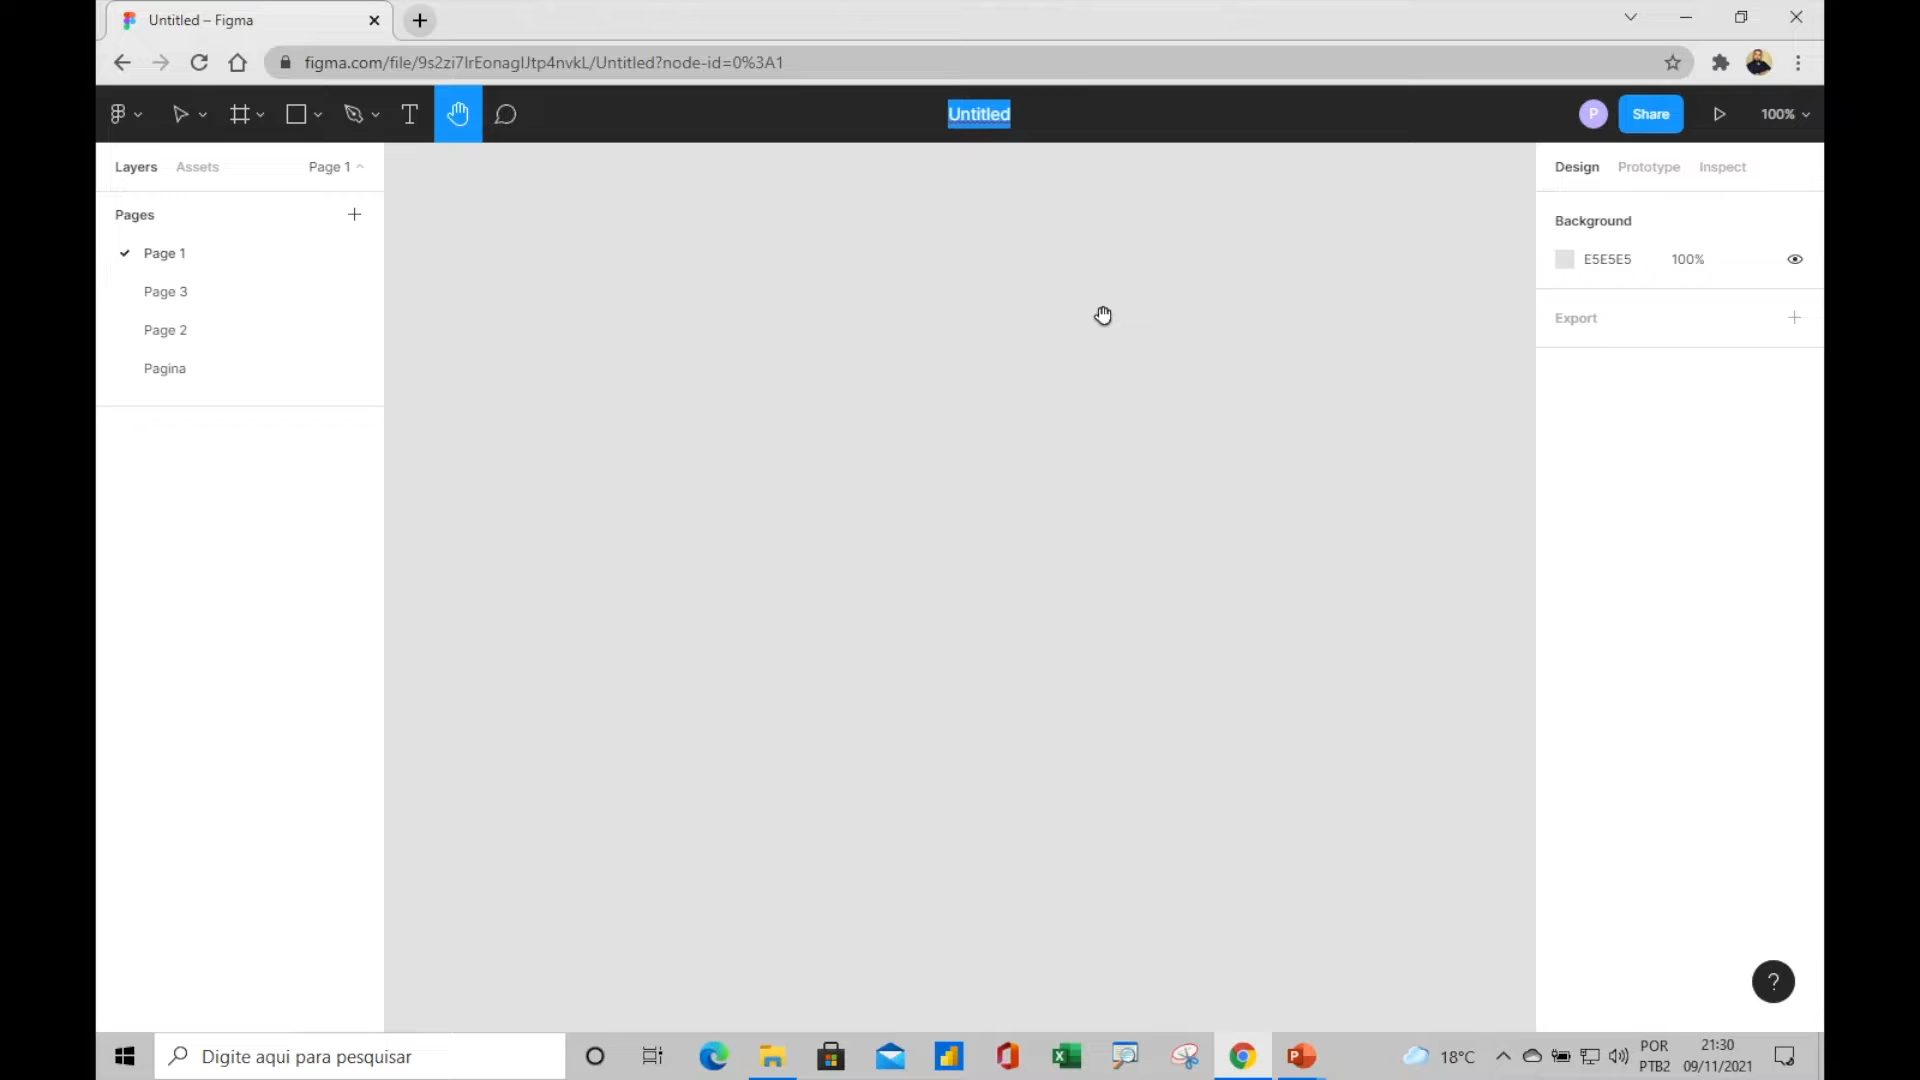 Untitled – Figma
figma.com/file/9s2zi7IrEonagIJtp4nvkL/Untitled?node-id=0%3A1
Untitled
P
Share
100%
Layers
Assets
Page 1
Design
Prototype
Inspect
Pages
Page 1
Page 3
Page 2
Pagina
Background
E5E5E5
100%
Export
?
Digite aqui para pesquisar
18°C
POR
PTB2
21:30
09/11/2021